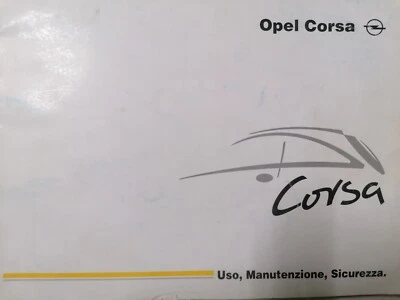 Opel Corsa
Corsa
Uso, Manutenzione, Sicurezza.